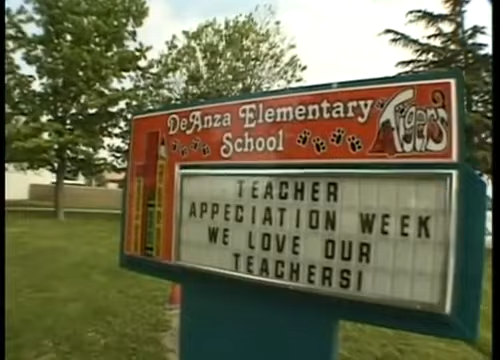 DeAnza Elementary
School
Tigers
TEACHER
APPECIATION WEEK
WE LOVE OUR
TEACHERS!